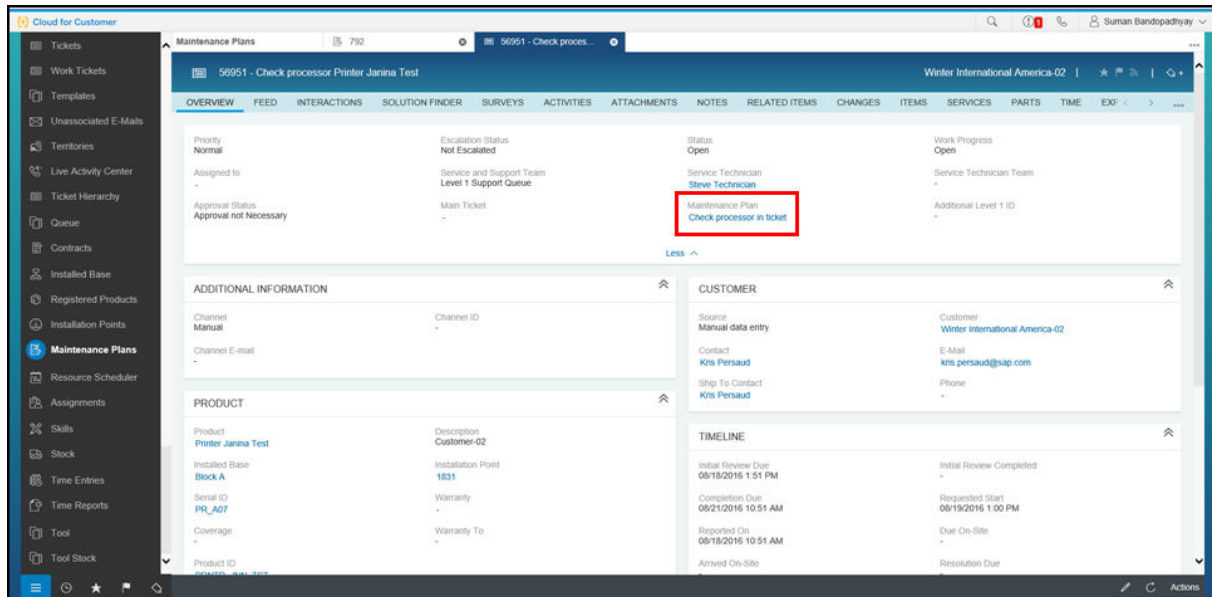 Cloud for Customer
1
Suman Bandopadhyay
Tickets
Work Tickets
Templates
Unassociated E-Mails
Territories
Live Activity Center
Ticket Hierarchy
Queue
Contracts
Installed Base
Registered Products
Installation Points
Maintenance Plans
Resource Scheduler
Assignments
Skills
Stock
Time Entries
Time Reports
Tool
Tool Stock
Maintenance Plans
792
56951 - Check proces...
56951 - Check processor Printer Janina Test
Winter International America-02
OVERVIEW FEED INTERACTIONS SOLUTION FINDER SURVEYS ACTIVITIES ATTACHMENTS NOTES RELATED ITEMS CHANGES ITEMS SERVICES PARTS TIME
Priority Escalation Status Status Work Progress
Normal Not Escalated Open Open
Assigned to Service and Support Team Service Technician Service Technician Team
- Level 1 Support Queue Steve Technician -
Approval Status Main Ticket Maintenance Plan Additional Level 1 ID
Approval not Necessary - Check processor in ticket -
Less
ADDITIONAL INFORMATION
Channel Channel ID
Manual -
Channel E-mail
-
PRODUCT
Product Description
Printer Janina Test Customer-02
Installed Base Installation Point
Block A 1831
Serial ID Warranty
PR_A07 -
Coverage Warranty To
- -
Product ID
CUSTOMER
Source Customer
Manual data entry Winter International America-02
Contact E-Mail
Kris Persaud kris.persaud@sap.com
Ship To Contact Phone
Kris Persaud -
TIMELINE
Initial Review Due Initial Review Completed
08/18/2016 1:51 PM -
Completion Due Requested Start
08/21/2016 10:51 AM 08/19/2016 1:00 PM
Reported On Due On-Site
08/18/2016 10:51 AM -
Arrived On-Site Resolution Due
Actions